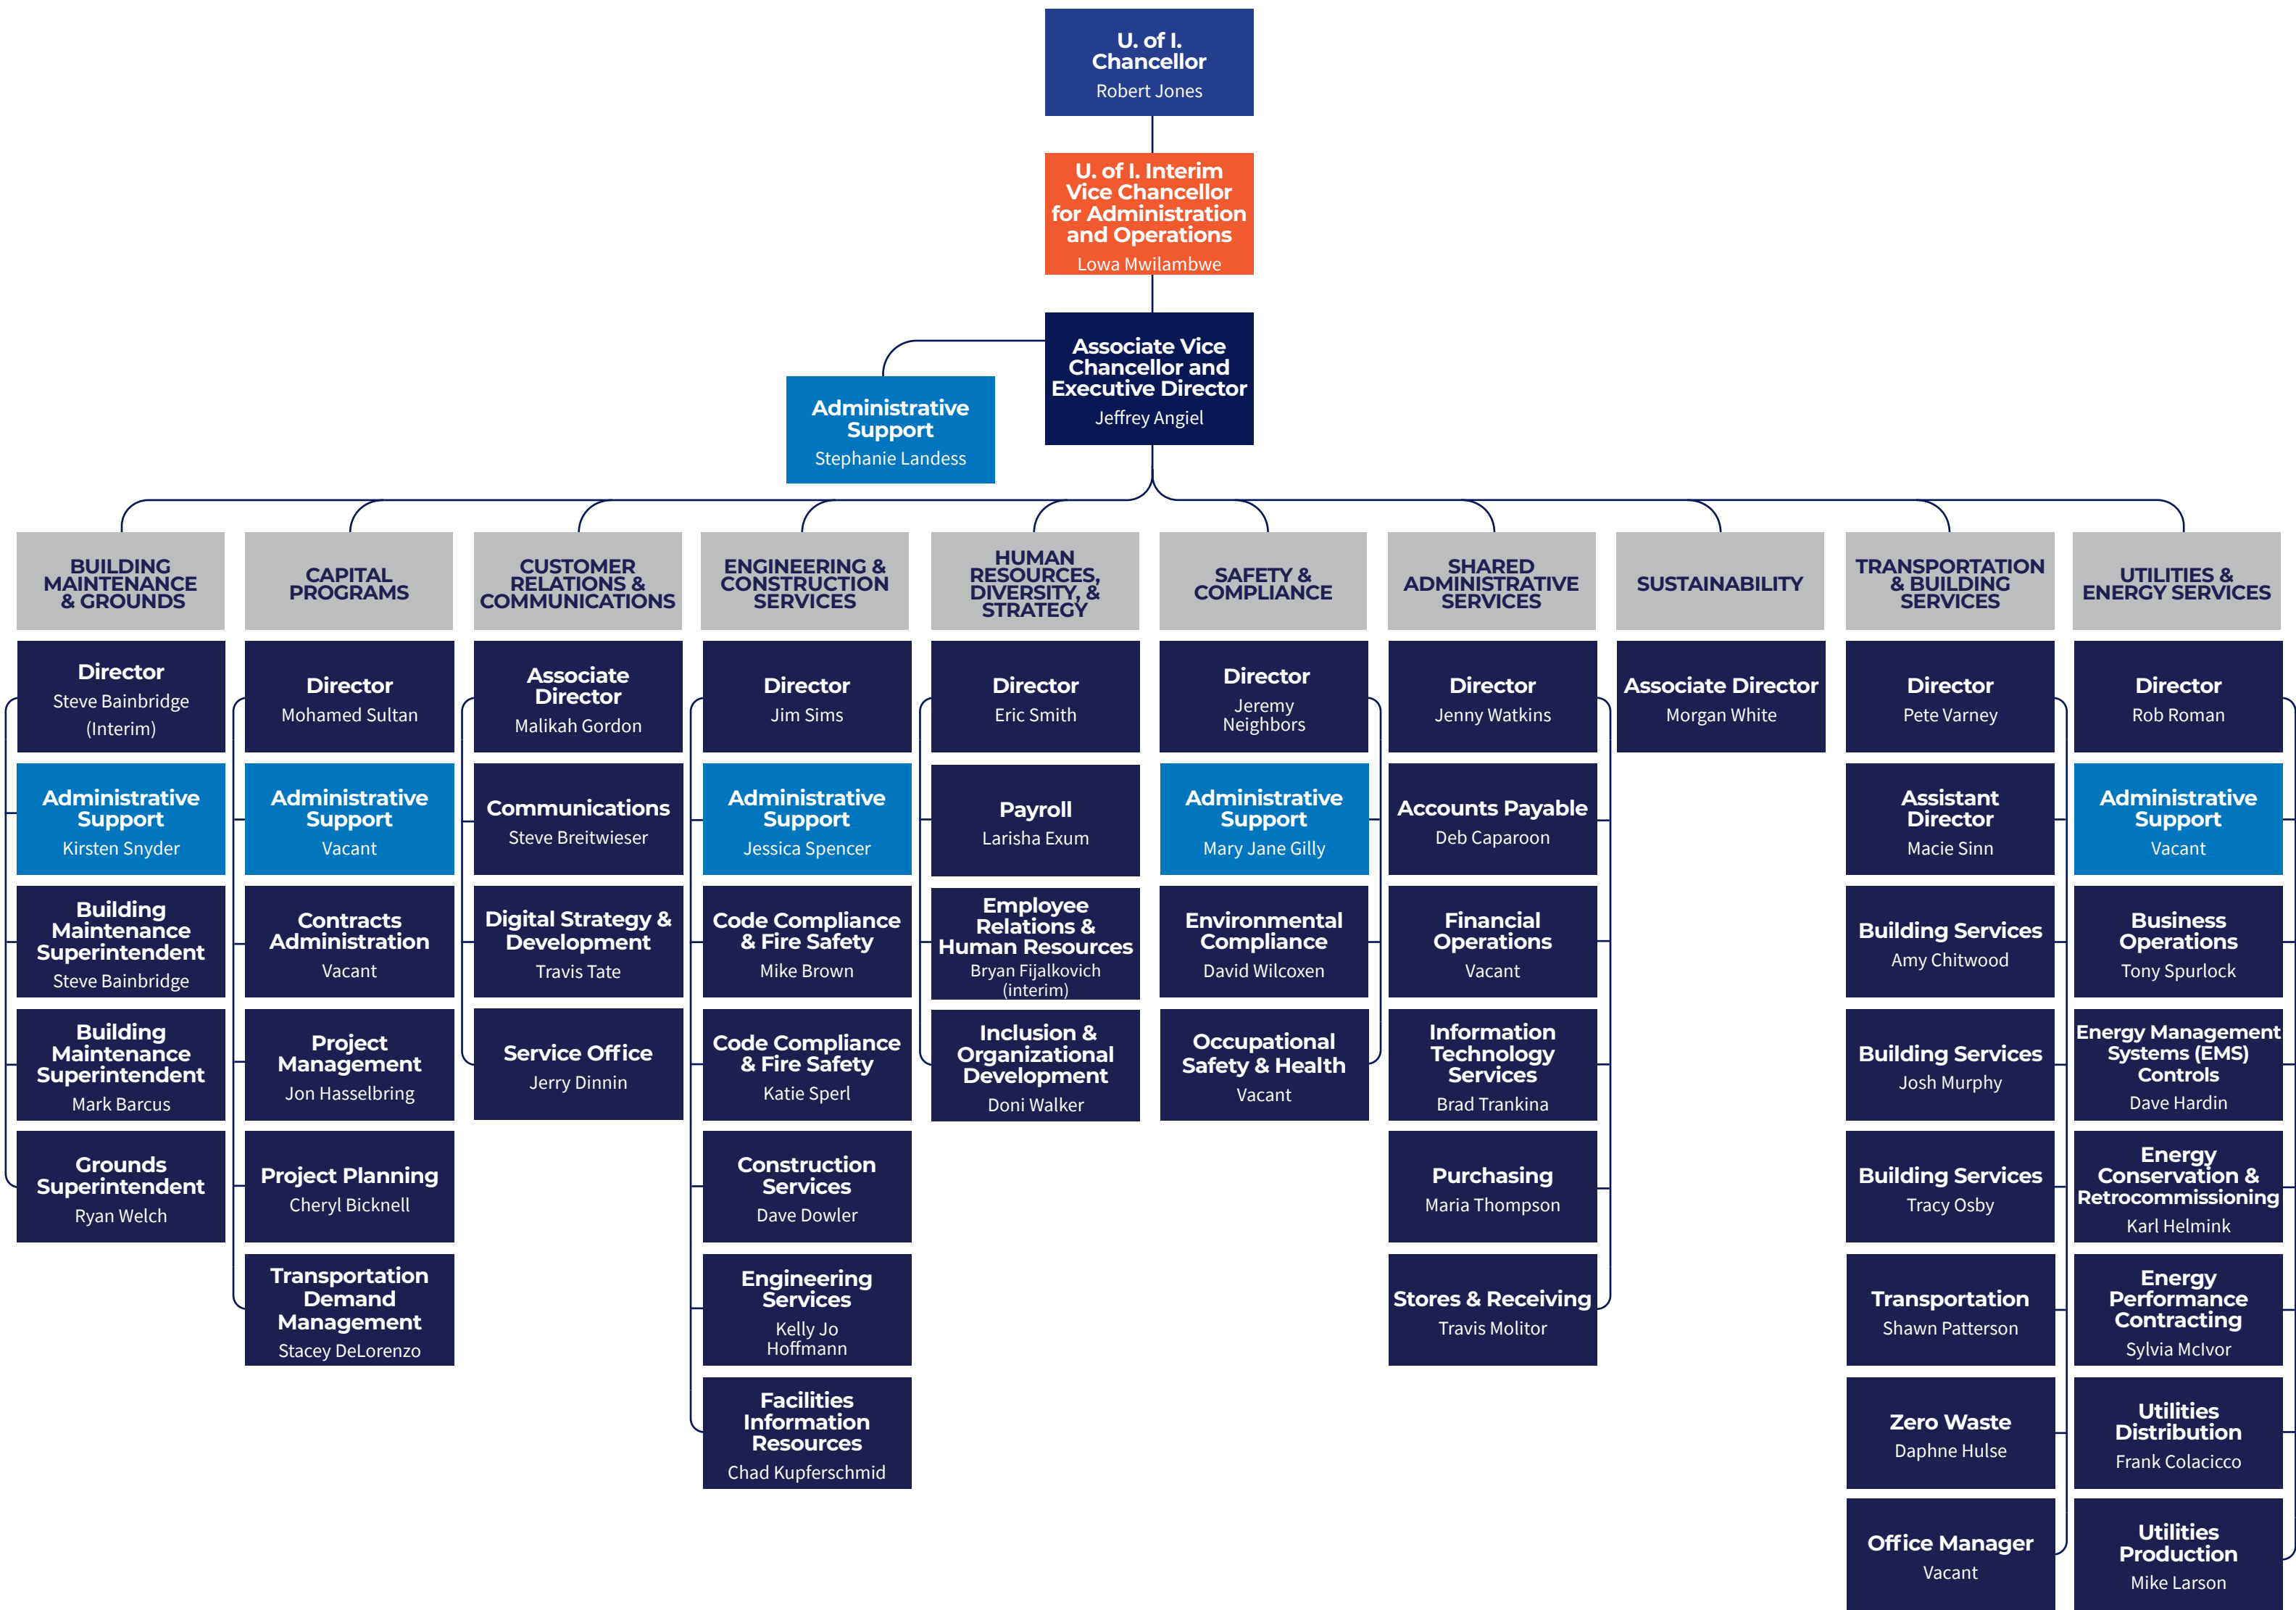 U. of I.
Chancellor
Robert Jones
U. of I. Interim
Vice Chancellor
for Administration
and Operations
Lowa Mwilambwe
Associate Vice
Chancellor and
Executive Director
Jeffrey Angiel
Administrative
Support
Stephanie Landess
BUILDING
MAINTENANCE
& GROUNDS
Director
Steve Bainbridge
(Interim)
Administrative
Support
Kirsten Snyder
Building
Maintenance
Superintendent
Steve Bainbridge
Building
Maintenance
Superintendent
Mark Barcus
Grounds
Superintendent
Ryan Welch
CAPITAL
PROGRAMS
Director
Mohamed Sultan
Administrative
Support
Vacant
Contracts
Administration
Vacant
Project
Management
Jon Hasselbring
Project Planning
Cheryl Bicknell
Transportation
Demand
Management
Stacey DeLorenzo
CUSTOMER
RELATIONS &
COMMUNICATIONS
Associate
Director
Malikah Gordon
Communications
Steve Breitwieser
Digital Strategy &
Development
Travis Tate
Service Office
Jerry Dinnin
ENGINEERING &
CONSTRUCTION
SERVICES
Director
Jim Sims
Administrative
Support
Jessica Spencer
Code Compliance
& Fire Safety
Mike Brown
Code Compliance
& Fire Safety
Katie Sperl
Construction
Services
Dave Dowler
Engineering
Services
Kelly Jo
Hoffmann
Facilities
Information
Resources
Chad Kupferschmid
HUMAN
RESOURCES,
DIVERSITY, &
STRATEGY
Director
Eric Smith
Payroll
Larisha Exum
Employee
Relations &
Human Resources
Bryan Fijalkovich
(interim)
Inclusion &
Organizational
Development
Doni Walker
SAFETY &
COMPLIANCE
Director
Jeremy
Neighbors
Administrative
Support
Mary Jane Gilly
Environmental
Compliance
David Wilcoxen
Occupational
Safety & Health
Vacant
SHARED
ADMINISTRATIVE
SERVICES
Director
Jenny Watkins
Accounts Payable
Deb Caparoon
Financial
Operations
Vacant
Information
Technology
Services
Brad Trankina
Purchasing
Maria Thompson
Stores & Receiving
Travis Molitor
SUSTAINABILITY
Associate Director
Morgan White
TRANSPORTATION
& BUILDING
SERVICES
Director
Pete Varney
Assistant
Director
Macie Sinn
Building Services
Amy Chitwood
Building Services
Josh Murphy
Building Services
Tracy Osby
Transportation
Shawn Patterson
Zero Waste
Daphne Hulse
Office Manager
Vacant
UTILITIES &
ENERGY SERVICES
Director
Rob Roman
Administrative
Support
Vacant
Business
Operations
Tony Spurlock
Energy Management
Systems (EMS)
Controls
Dave Hardin
Energy
Conservation &
Retrocommissioning
Karl Helmink
Energy
Performance
Contracting
Sylvia McIvor
Utilities
Distribution
Frank Colacicco
Utilities
Production
Mike Larson